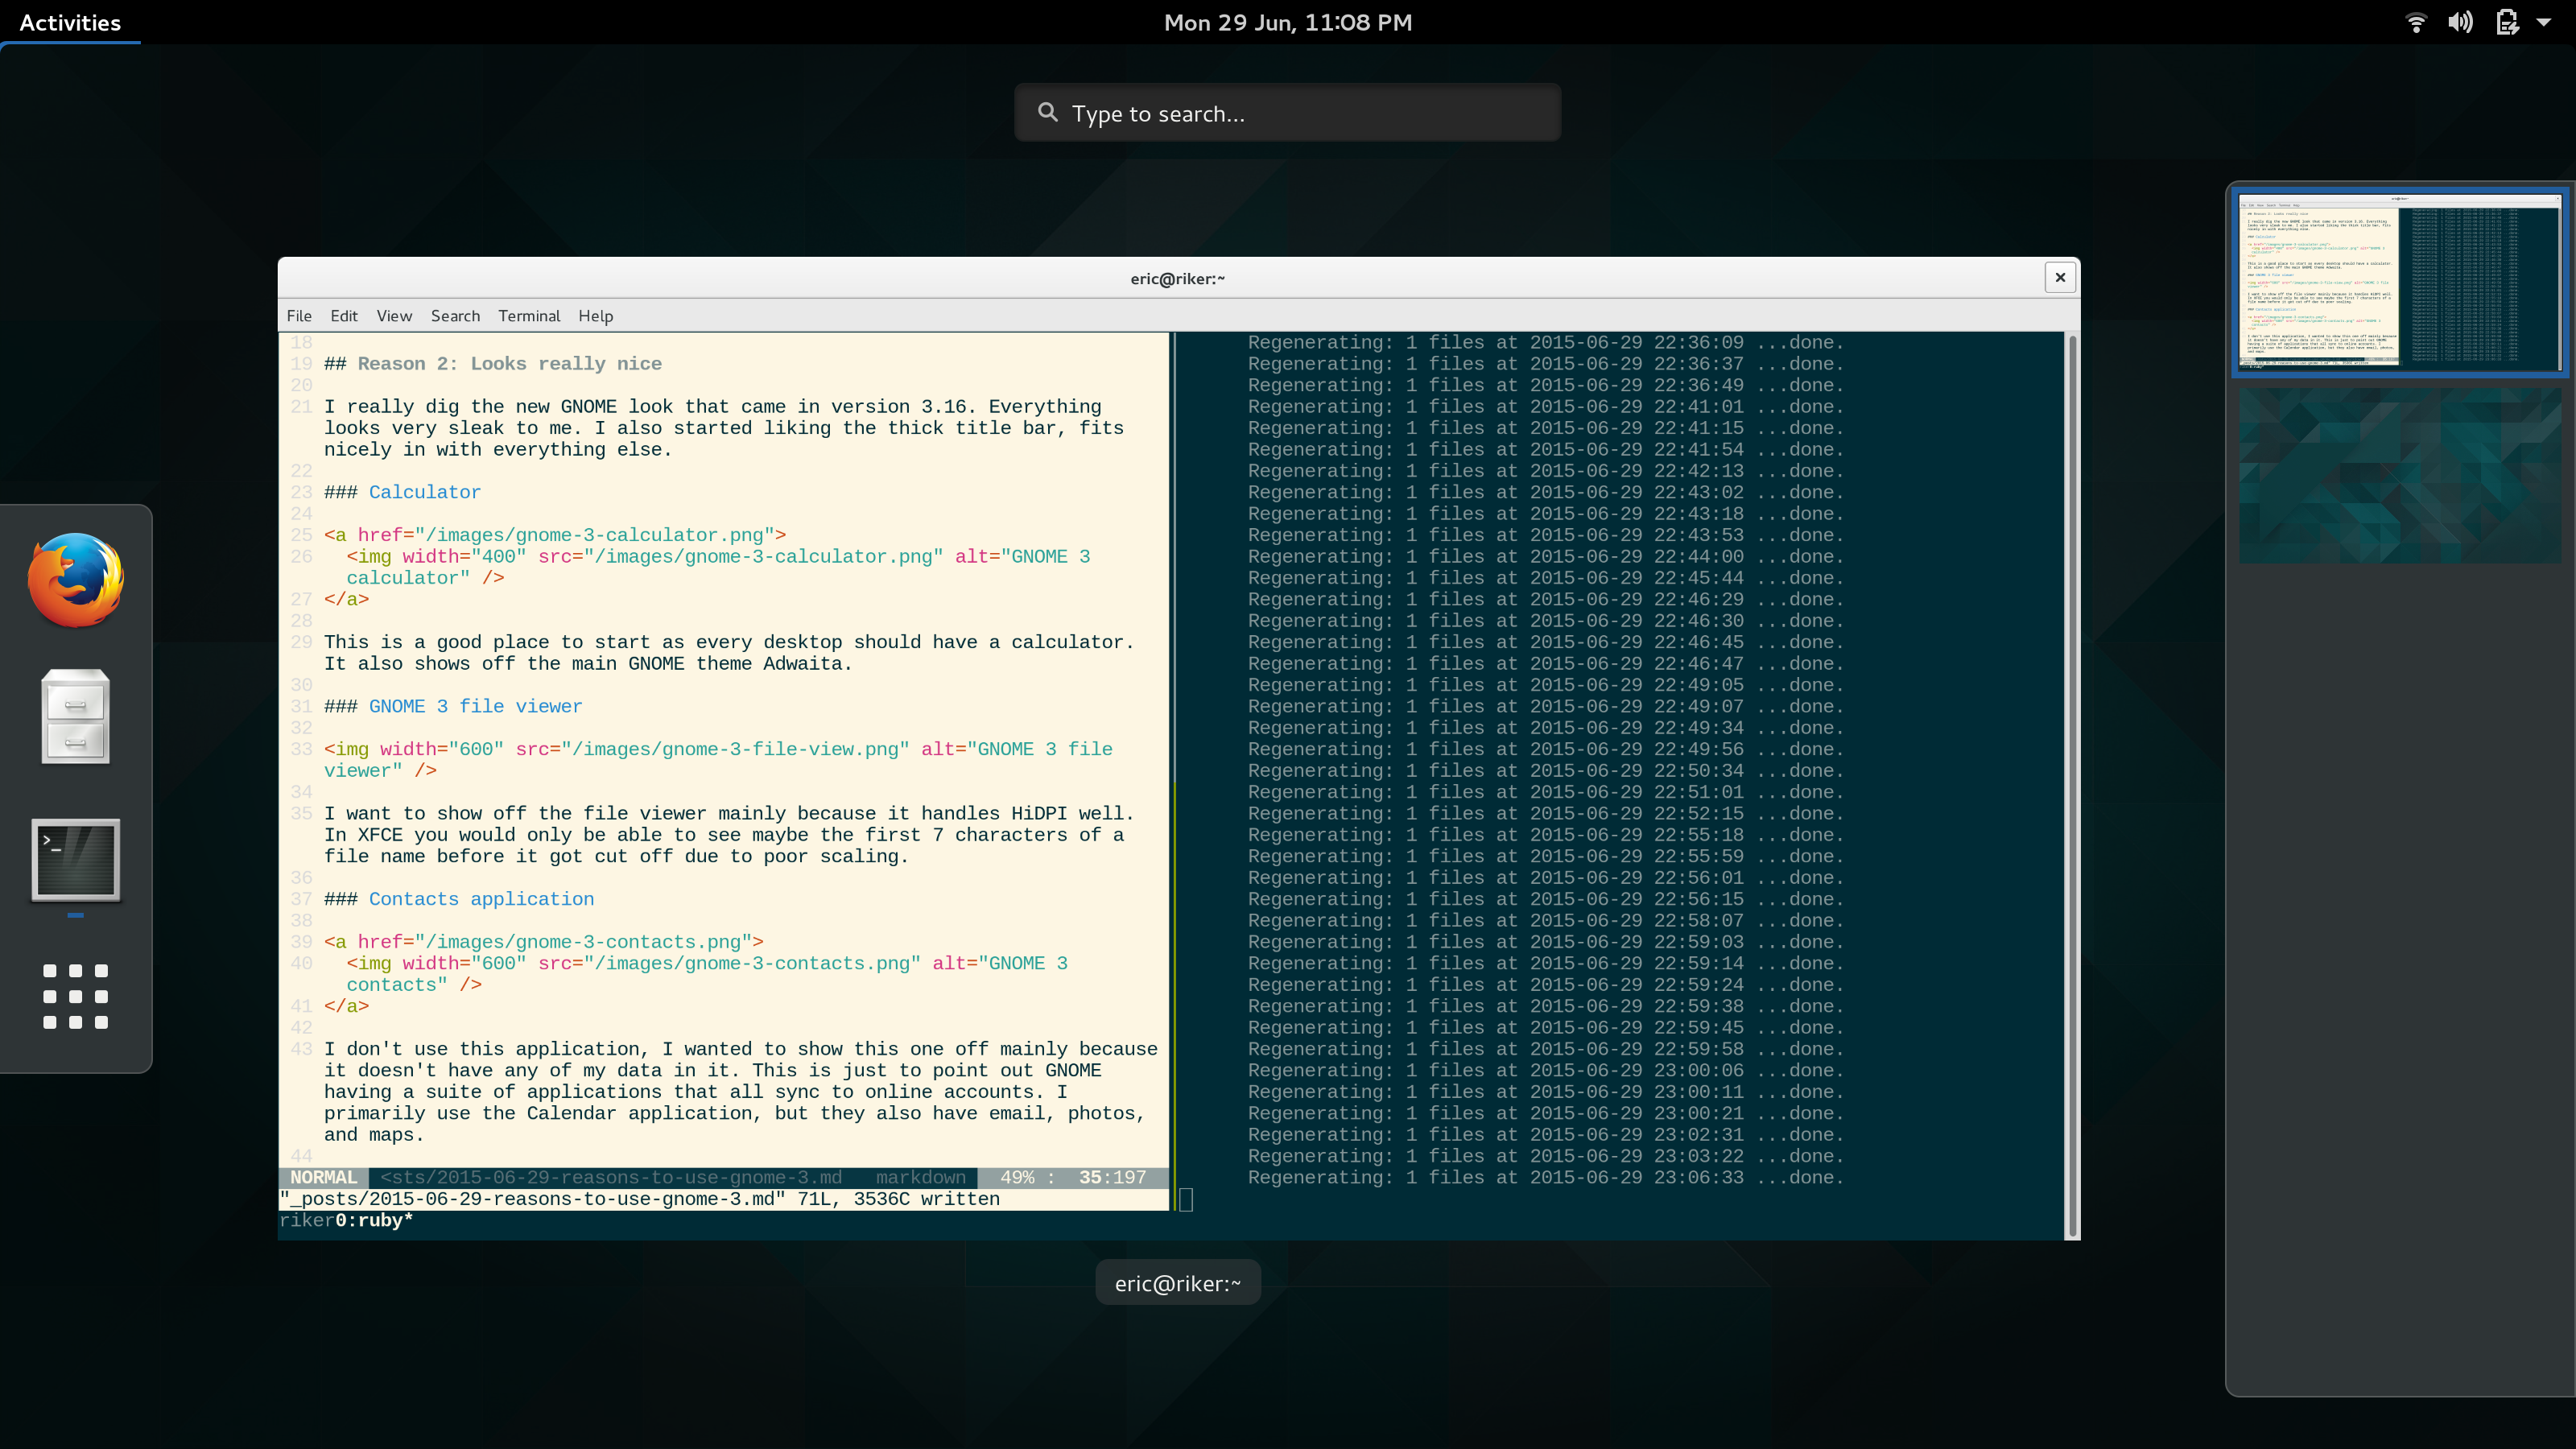 Activities
Mon 29 Jun, 11:08 PM
Type to search...
eric@riker:~
File Edit View Search Terminal Help
18
19 ## Reason 2: Looks really nice
20
21 I really dig the new GNOME look that came in version 3.16. Everything
looks very sleak to me. I also started liking the thick title bar, fits
nicely in with everything else.
22
23 ### Calculator
24
25 <a href="/images/gnome-3-calculator.png">
26 <img width="400" src="/images/gnome-3-calculator.png" alt="GNOME 3
calculator" />
27 </a>
28
29 This is a good place to start as every desktop should have a calculator.
It also shows off the main GNOME theme Adwaita.
30
31 ### GNOME 3 file viewer
32
33 <img width="600" src="/images/gnome-3-file-view.png" alt="GNOME 3 file
viewer" />
34
35 I want to show off the file viewer mainly because it handles HiDPI well.
In XFCE you would only be able to see maybe the first 7 characters of a
file name before it got cut off due to poor scaling.
36
37 ### Contacts application
38
39 <a href="/images/gnome-3-contacts.png">
40 <img width="600" src="/images/gnome-3-contacts.png" alt="GNOME 3
contacts" />
41 </a>
42
43 I don't use this application, I wanted to show this one off mainly because
it doesn't have any of my data in it. This is just to point out GNOME
having a suite of applications that all sync to online accounts. I
primarily use the Calendar application, but they also have email, photos,
and maps.
44
NORMAL <sts/2015-06-29-reasons-to-use-gnome-3.md markdown 49% : 35:197
"_posts/2015-06-29-reasons-to-use-gnome-3.md" 71L, 3536C written
riker0:ruby*
Regenerating: 1 files at 2015-06-29 22:36:09 ...done.
Regenerating: 1 files at 2015-06-29 22:36:37 ...done.
Regenerating: 1 files at 2015-06-29 22:36:49 ...done.
Regenerating: 1 files at 2015-06-29 22:41:01 ...done.
Regenerating: 1 files at 2015-06-29 22:41:15 ...done.
Regenerating: 1 files at 2015-06-29 22:41:54 ...done.
Regenerating: 1 files at 2015-06-29 22:42:13 ...done.
Regenerating: 1 files at 2015-06-29 22:43:02 ...done.
Regenerating: 1 files at 2015-06-29 22:43:18 ...done.
Regenerating: 1 files at 2015-06-29 22:43:53 ...done.
Regenerating: 1 files at 2015-06-29 22:44:00 ...done.
Regenerating: 1 files at 2015-06-29 22:45:44 ...done.
Regenerating: 1 files at 2015-06-29 22:46:29 ...done.
Regenerating: 1 files at 2015-06-29 22:46:30 ...done.
Regenerating: 1 files at 2015-06-29 22:46:45 ...done.
Regenerating: 1 files at 2015-06-29 22:46:47 ...done.
Regenerating: 1 files at 2015-06-29 22:49:05 ...done.
Regenerating: 1 files at 2015-06-29 22:49:07 ...done.
Regenerating: 1 files at 2015-06-29 22:49:34 ...done.
Regenerating: 1 files at 2015-06-29 22:49:56 ...done.
Regenerating: 1 files at 2015-06-29 22:50:34 ...done.
Regenerating: 1 files at 2015-06-29 22:51:01 ...done.
Regenerating: 1 files at 2015-06-29 22:52:15 ...done.
Regenerating: 1 files at 2015-06-29 22:55:18 ...done.
Regenerating: 1 files at 2015-06-29 22:55:59 ...done.
Regenerating: 1 files at 2015-06-29 22:56:01 ...done.
Regenerating: 1 files at 2015-06-29 22:56:15 ...done.
Regenerating: 1 files at 2015-06-29 22:58:07 ...done.
Regenerating: 1 files at 2015-06-29 22:59:03 ...done.
Regenerating: 1 files at 2015-06-29 22:59:14 ...done.
Regenerating: 1 files at 2015-06-29 22:59:24 ...done.
Regenerating: 1 files at 2015-06-29 22:59:38 ...done.
Regenerating: 1 files at 2015-06-29 22:59:45 ...done.
Regenerating: 1 files at 2015-06-29 22:59:58 ...done.
Regenerating: 1 files at 2015-06-29 23:00:06 ...done.
Regenerating: 1 files at 2015-06-29 23:00:11 ...done.
Regenerating: 1 files at 2015-06-29 23:00:21 ...done.
Regenerating: 1 files at 2015-06-29 23:02:31 ...done.
Regenerating: 1 files at 2015-06-29 23:03:22 ...done.
Regenerating: 1 files at 2015-06-29 23:06:33 ...done.
eric@riker:~